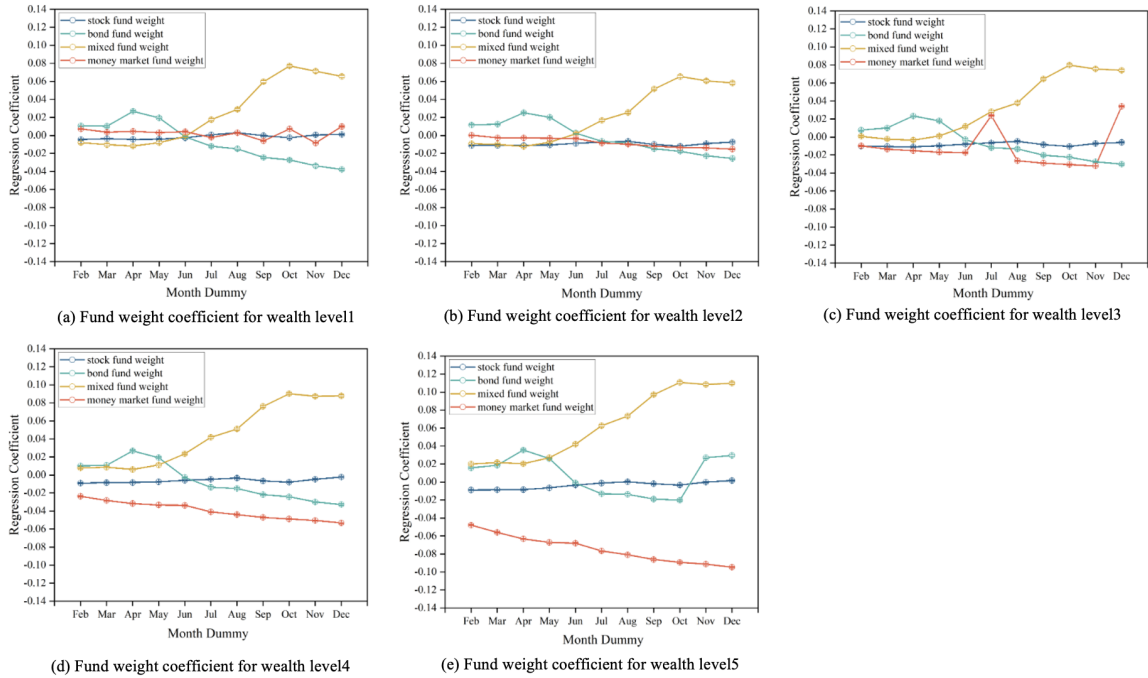 0.14
0.12
0.10
0.08
0.06
0.04
0.02
0.00
-0.02
-0.04
-0.06
-0.08
-0.10
-0.12
-0.14
Regression Coefficient
stock fund weight
bond fund weight
mixed fund weight
money market fund weight
Feb Mar Apr May Jun Jul Aug Sep Oct Nov Dec
Month Dummy
(a) Fund weight coefficient for wealth level1
0.14
0.12
0.10
0.08
0.06
0.04
0.02
0.00
-0.02
-0.04
-0.06
-0.08
-0.10
-0.12
-0.14
Regression Coefficient
stock fund weight
bond fund weight
mixed fund weight
money market fund weight
Feb Mar Apr May Jun Jul Aug Sep Oct Nov Dec
Month Dummy
(b) Fund weight coefficient for wealth level2
0.14
0.12
0.10
0.08
0.06
0.04
0.02
0.00
-0.02
-0.04
-0.06
-0.08
-0.10
-0.12
-0.14
Regression Coefficient
stock fund weight
bond fund weight
mixed fund weight
money market fund weight
Feb Mar Apr May Jun Jul Aug Sep Oct Nov Dec
Month Dummy
(c) Fund weight coefficient for wealth level3
0.14
0.12
0.10
0.08
0.06
0.04
0.02
0.00
-0.02
-0.04
-0.06
-0.08
-0.10
-0.12
-0.14
Regression Coefficient
stock fund weight
bond fund weight
mixed fund weight
money market fund weight
Feb Mar Apr May Jun Jul Aug Sep Oct Nov Dec
Month Dummy
(d) Fund weight coefficient for wealth level4
0.14
0.12
0.10
0.08
0.06
0.04
0.02
0.00
-0.02
-0.04
-0.06
-0.08
-0.10
-0.12
-0.14
Regression Coefficient
stock fund weight
bond fund weight
mixed fund weight
money market fund weight
Feb Mar Apr May Jun Jul Aug Sep Oct Nov Dec
Month Dummy
(e) Fund weight coefficient for wealth level5